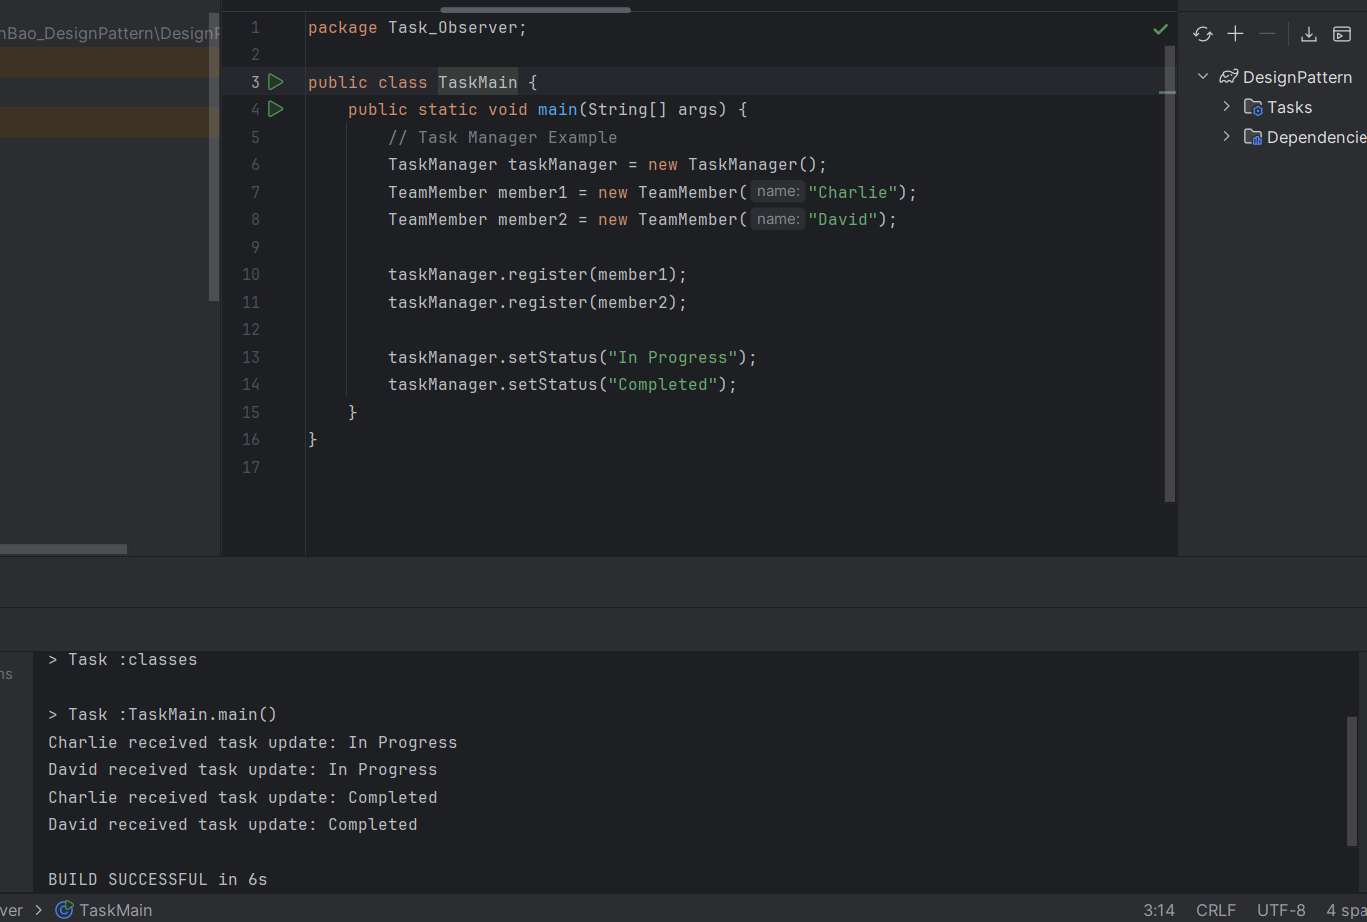 nBao_DesignPattern\DesignP
1 package Task_Observer;
2
3 public class TaskMain {
4     public static void main(String[] args) {
5         // Task Manager Example
6         TaskManager taskManager = new TaskManager();
7         TeamMember member1 = new TeamMember( name: "Charlie");
8         TeamMember member2 = new TeamMember( name: "David");
9
10         taskManager.register(member1);
11         taskManager.register(member2);
12
13         taskManager.setStatus("In Progress");
14         taskManager.setStatus("Completed");
15     }
16 }
17
DesignPattern
Tasks
Dependencie
ns
> Task :classes
> Task :TaskMain.main()
Charlie received task update: In Progress
David received task update: In Progress
Charlie received task update: Completed
David received task update: Completed
BUILD SUCCESSFUL in 6s
ver > TaskMain 3:14 CRLF UTF-8 4 spa